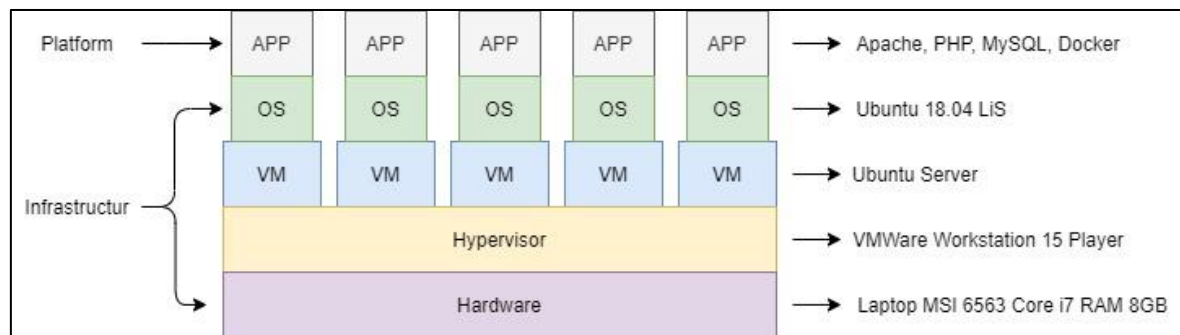 Platform APP APP APP APP APP Apache, PHP, MySQL, Docker
OS OS OS OS OS Ubuntu 18.04 LiS
VM VM VM VM VM Ubuntu Server
Infrastructur
Hypervisor VMWare Workstation 15 Player
Hardware Laptop MSI 6563 Core i7 RAM 8GB